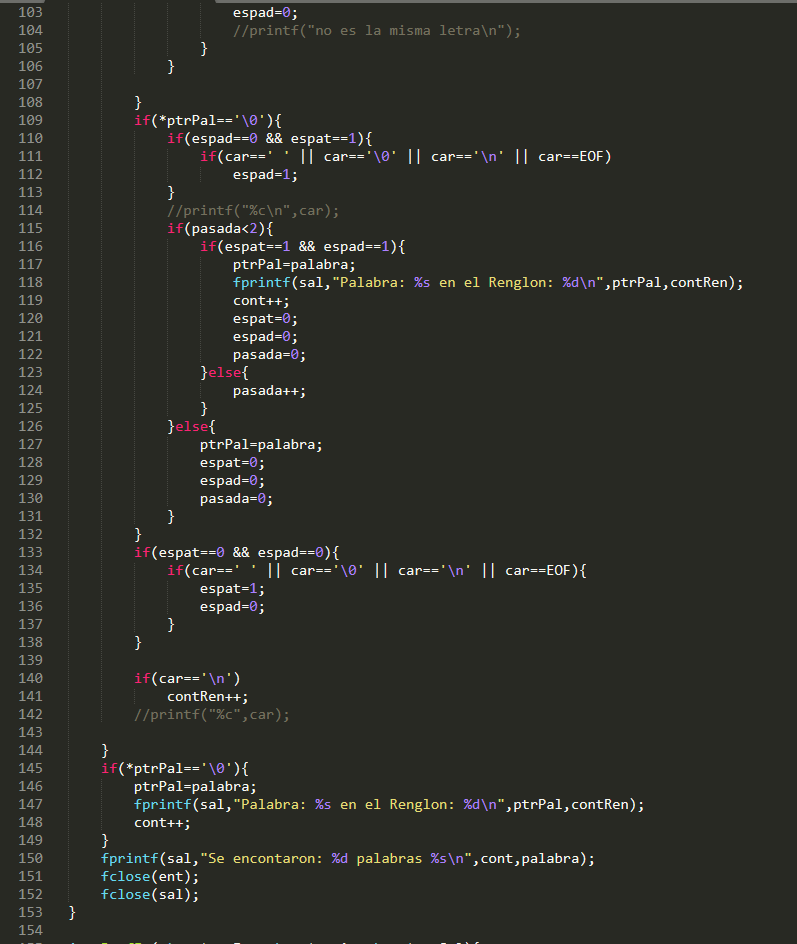 103 espad=0;
104 //printf("no es la misma letra\n");
105 }
106 }
107
108 }
109 if(*ptrPal=='\0'){
110 if(espad==0 && espat==1){
111 if(car==' ' || car=='\0' || car=='\n' || car==EOF)
112 espad=1;
113 }
114 //printf("%c\n",car);
115 if(pasada<2){
116 if(espat==1 && espad==1){
117 ptrPal=palabra;
118 fprintf(sal,"Palabra: %s en el Renglon: %d\n",ptrPal,contRen);
119 cont++;
120 espat=0;
121 espad=0;
122 pasada=0;
123 }else{
124 pasada++;
125 }
126 }else{
127 ptrPal=palabra;
128 espat=0;
129 espad=0;
130 pasada=0;
131 }
132 }
133 if(espat==0 && espad==0){
134 if(car==' ' || car=='\0' || car=='\n' || car==EOF){
135 espat=1;
136 espad=0;
137 }
138 }
139
140 if(car=='\n')
141 contRen++;
142 //printf("%c",car);
143
144 }
145 if(*ptrPal=='\0'){
146 ptrPal=palabra;
147 fprintf(sal,"Palabra: %s en el Renglon: %d\n",ptrPal,contRen);
148 cont++;
149 }
150 fprintf(sal,"Se encontaron: %d palabras %s\n",cont,palabra);
151 fclose(ent);
152 fclose(sal);
153 }
154